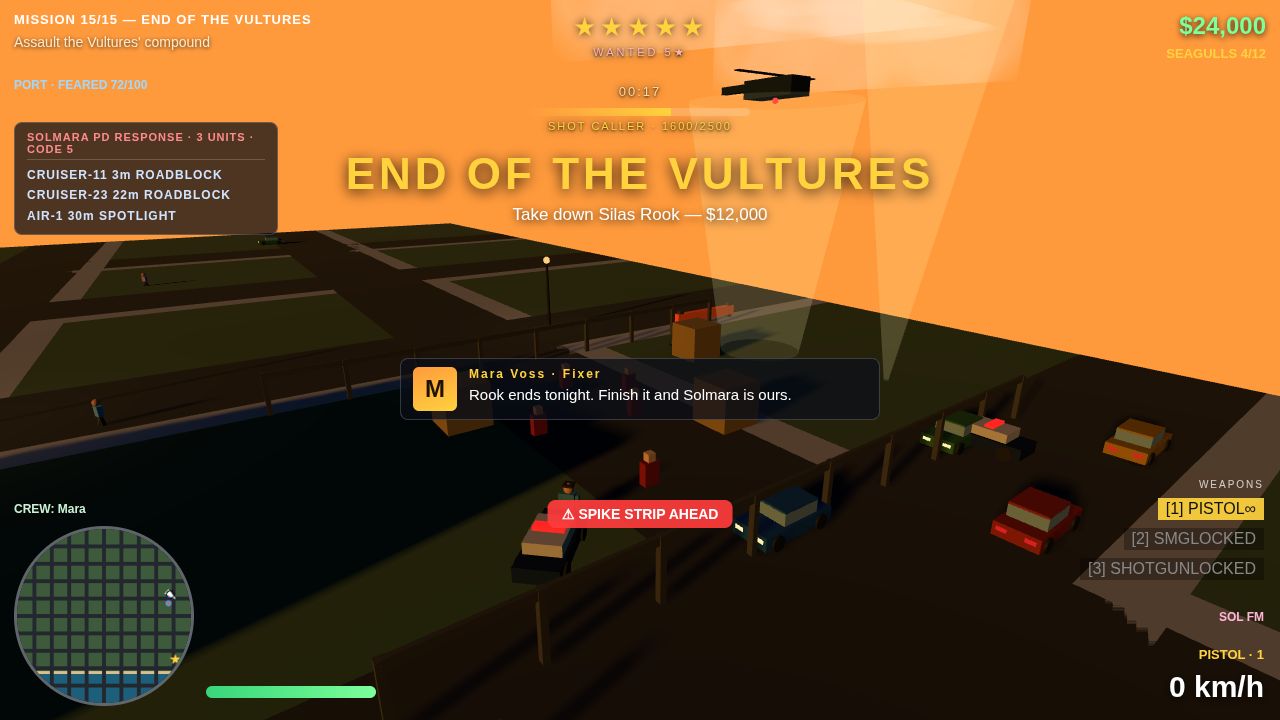 MISSION 15/15 — END OF THE VULTURES
Assault the Vultures' compound
PORT · FEARED 72/100
SOLMARA PD RESPONSE · 3 UNITS ·
CODE 5
CRUISER-11 3m ROADBLOCK
CRUISER-23 22m ROADBLOCK
AIR-1 30m SPOTLIGHT
★★★★★
WANTED 5★
00:17
SHOT CALLER · 1600/2500
END OF THE VULTURES
Take down Silas Rook — $12,000
$24,000
SEAGULLS 4/12
M
Mara Voss · Fixer
Rook ends tonight. Finish it and Solmara is ours.
⚠ SPIKE STRIP AHEAD
CREW: Mara
WEAPONS
[1] PISTOL∞
[2] SMGLOCKED
[3] SHOTGUNLOCKED
SOL FM
PISTOL · 1
0 km/h